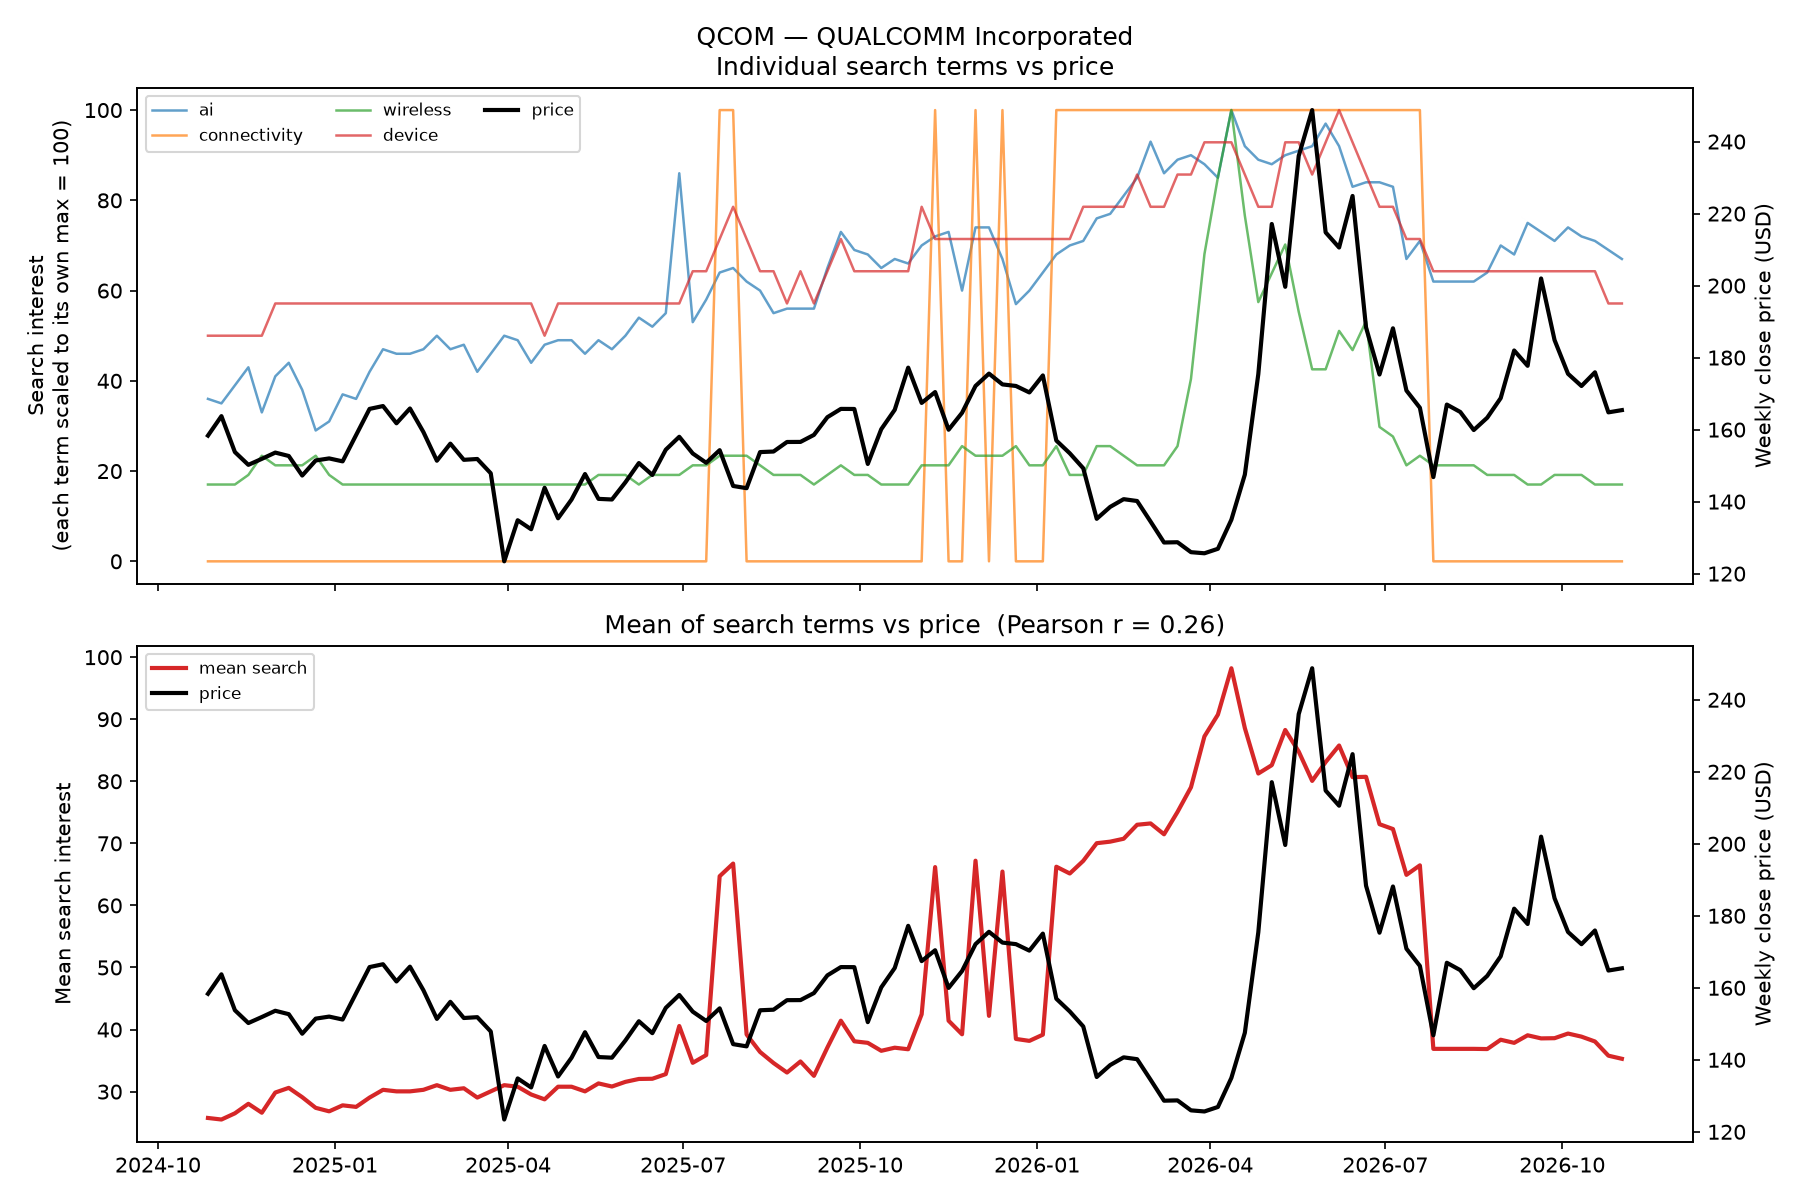 QCOM — QUALCOMM Incorporated
Individual search terms vs price
ai
connectivity
wireless
device
price
100
80
60
40
20
0
Search interest
(each term scaled to its own max = 100)
240
220
200
180
160
140
120
Weekly close price (USD)
Mean of search terms vs price  (Pearson r = 0.26)
mean search
price
100
90
80
70
60
50
40
30
Mean search interest
240
220
200
180
160
140
120
Weekly close price (USD)
2024-10
2025-01
2025-04
2025-07
2025-10
2026-01
2026-04
2026-07
2026-10